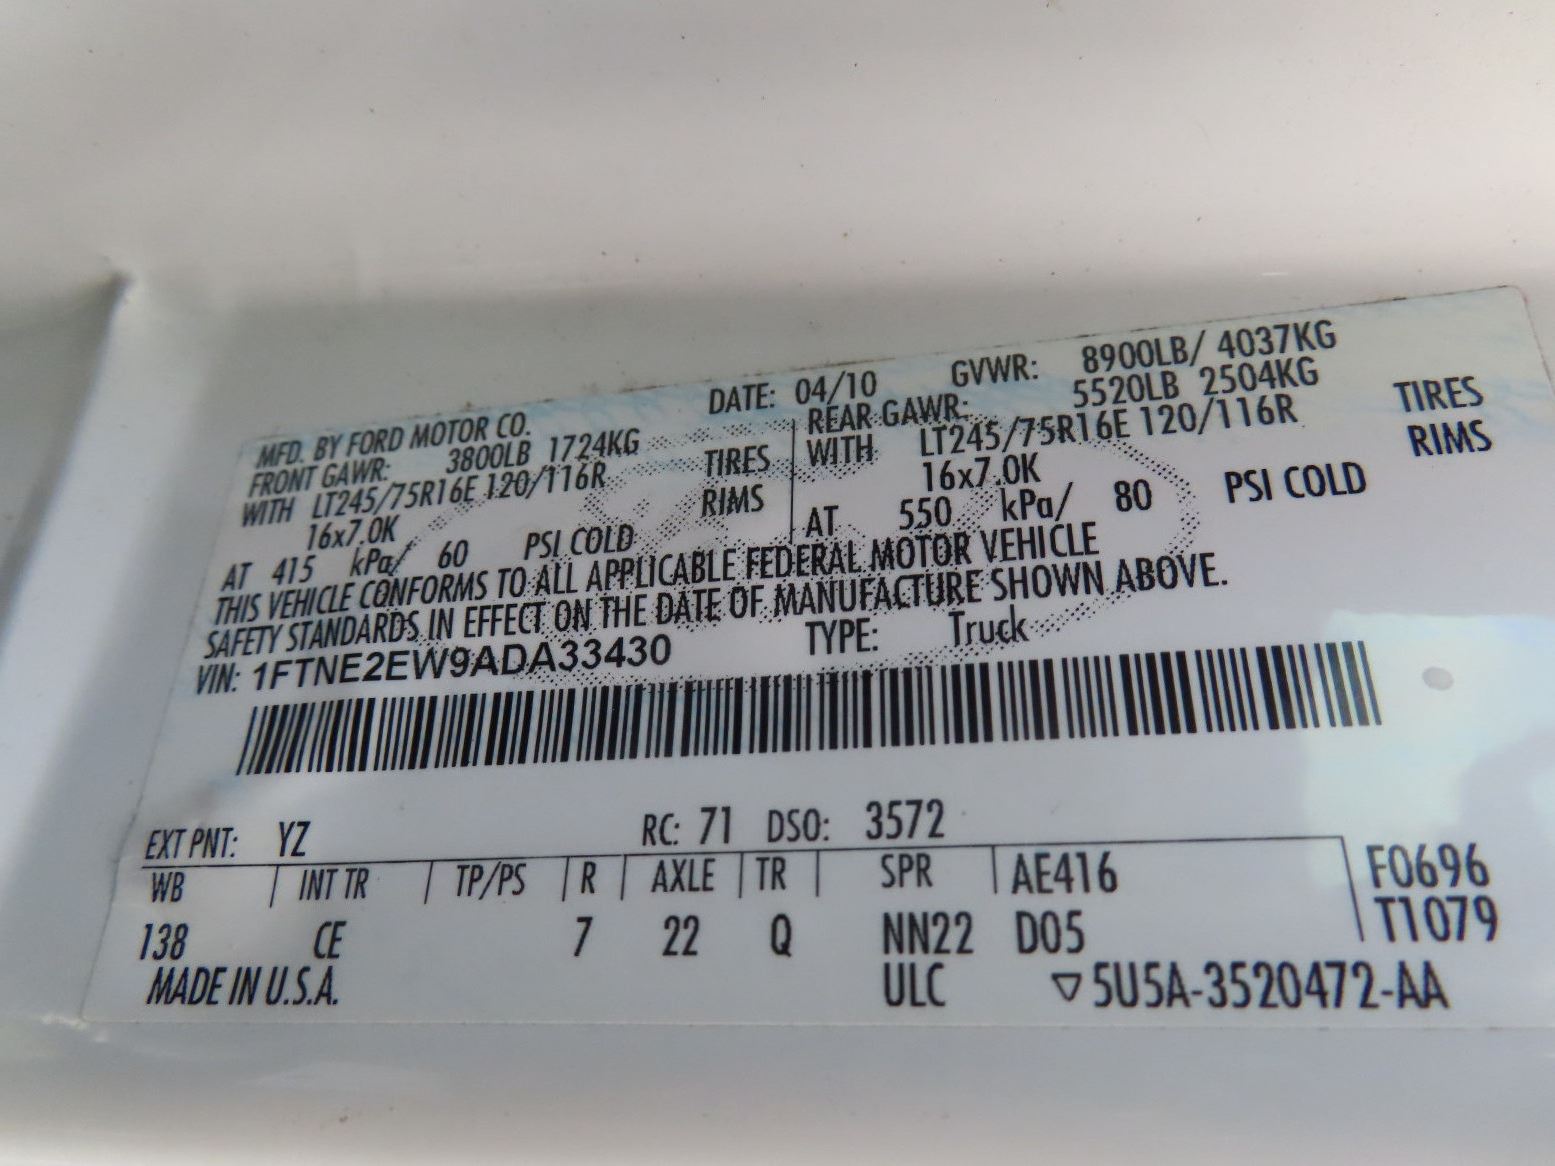 MFD. BY FORD MOTOR CO. DATE: 04/10 GVWR: 8900LB/ 4037KG
FRONT GAWR: 3800LB 1724KG REAR GAWR: 5520LB 2504KG
WITH LT245/75R16E 120/116R TIRES WITH LT245/75R16E 120/116R TIRES
16x7.0K RIMS 16x7.0K RIMS
AT 415 kPa/ 60 PSI COLD AT 550 kPa/ 80 PSI COLD
THIS VEHICLE CONFORMS TO ALL APPLICABLE FEDERAL MOTOR VEHICLE
SAFETY STANDARDS IN EFFECT ON THE DATE OF MANUFACTURE SHOWN ABOVE.
VIN: 1FTNE2EW9ADA33430 TYPE: Truck
EXT PNT: YZ RC: 71 DSO: 3572
WB INT TR TP/PS R AXLE TR SPR AE416 F0696
138 CE 7 22 Q NN22 D05 T1079
MADE IN U.S.A. ULC ▽5U5A-3520472-AA